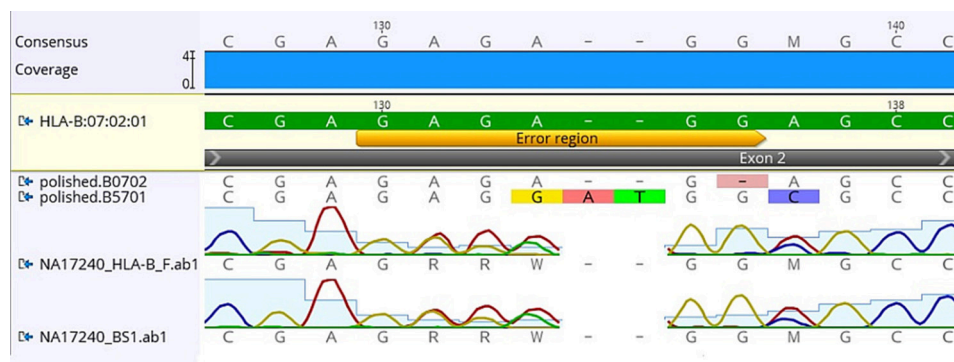 130 140
Consensus C G A G A G A - - G G M G C C
Coverage 4 0
130 138
HLA-B:07:02:01 C G A G A G A - - G G A G C C
Error region
Exon 2
polished.B0702 C G A G A G A - - G - A G C C
polished.B5701 C G A G A G G A T G G C G C C
NA17240_HLA-B_F.ab1 C G A G R R W - - G G M G C C
NA17240_BS1.ab1 C G A G R R W - - G G M G C C